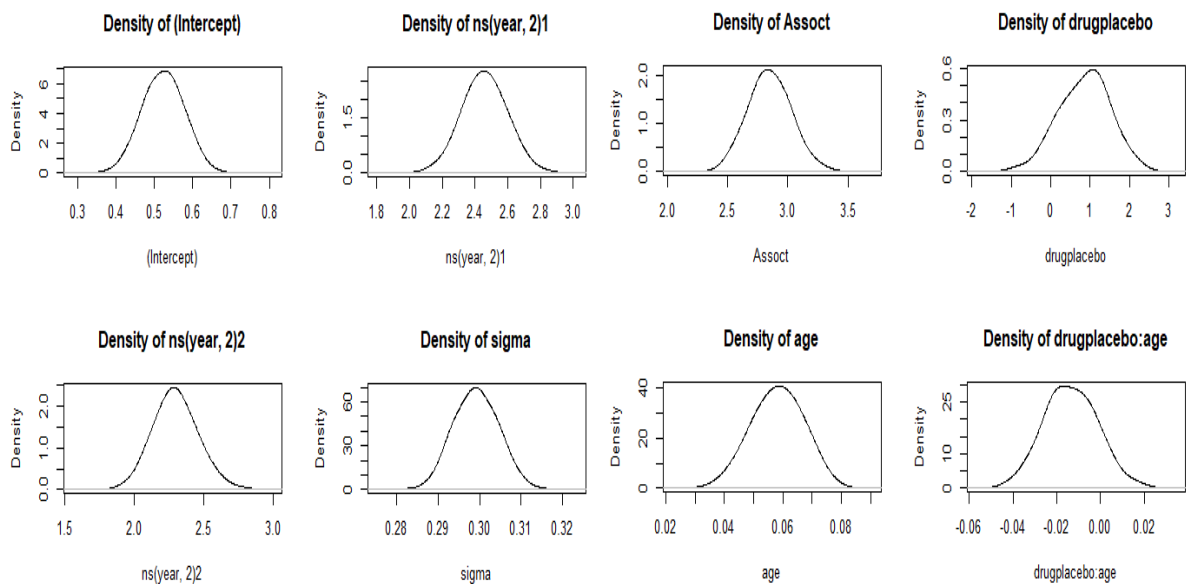 Density of (Intercept)
Density
0 2 4 6
0.3 0.4 0.5 0.6 0.7 0.8
(Intercept)
Density of ns(year, 2)1
Density
0.0 1.5
1.8 2.0 2.2 2.4 2.6 2.8 3.0
ns(year, 2)1
Density of Assoct
Density
0.0 1.0 2.0
2.0 2.5 3.0 3.5
Assoct
Density of drugplacebo
Density
0.0 0.3 0.6
-2 -1 0 1 2 3
drugplacebo
Density of ns(year, 2)2
Density
0.0 1.0 2.0
1.5 2.0 2.5 3.0
ns(year, 2)2
Density of sigma
Density
0 30 60
0.28 0.29 0.30 0.31 0.32
sigma
Density of age
Density
0 20 40
0.02 0.04 0.06 0.08
age
Density of drugplacebo:age
Density
0 10 25
-0.06 -0.04 -0.02 0.00 0.02
drugplacebo:age